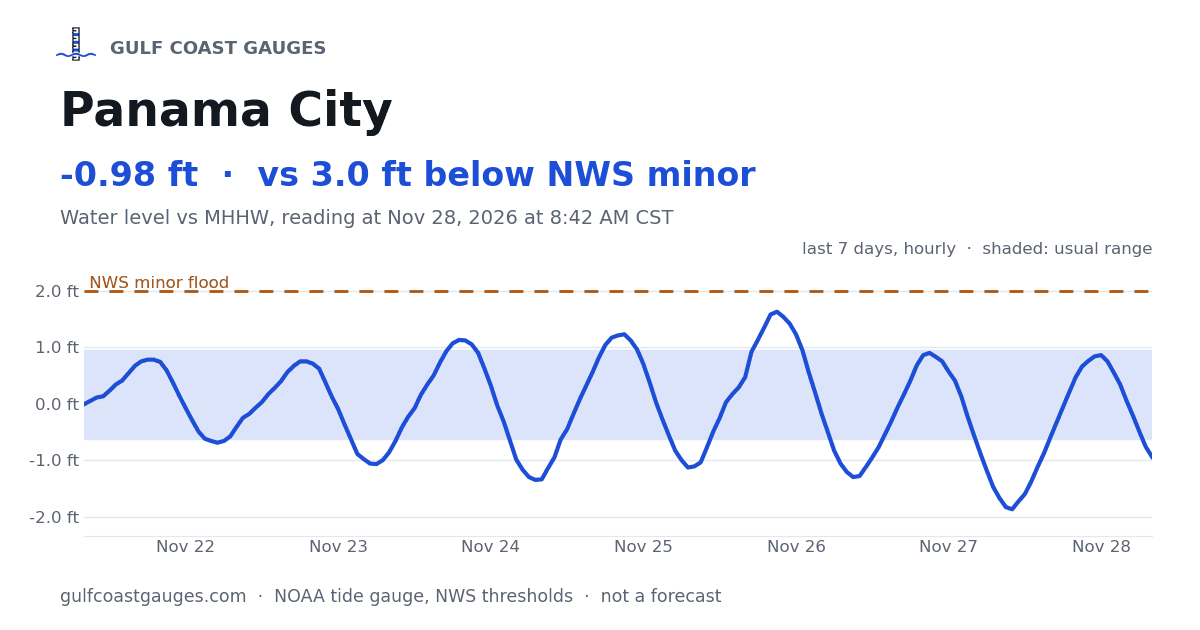 GULF COAST GAUGES
Panama City
-0.98 ft · vs 3.0 ft below NWS minor
Water level vs MHHW, reading at Nov 28, 2026 at 8:42 AM CST
last 7 days, hourly · shaded: usual range
NWS minor flood
2.0 ft
1.0 ft
0.0 ft
-1.0 ft
-2.0 ft
Nov 22 Nov 23 Nov 24 Nov 25 Nov 26 Nov 27 Nov 28
gulfcoastgauges.com · NOAA tide gauge, NWS thresholds · not a forecast